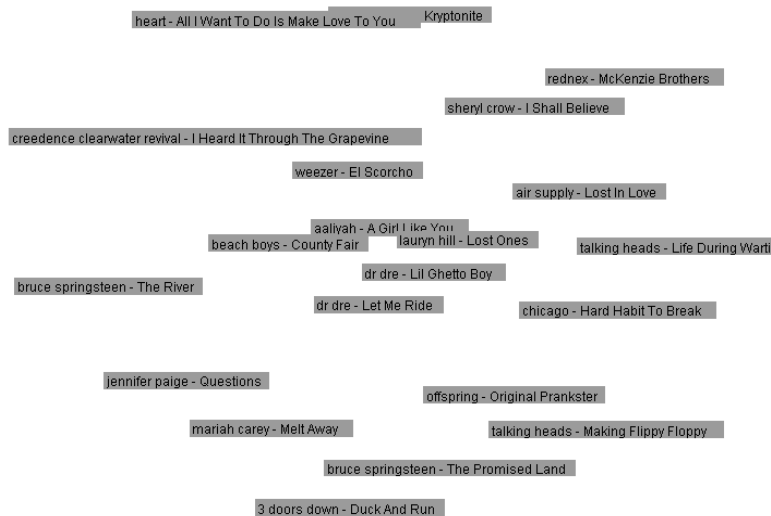 heart - All I Want To Do Is Make Love To You
Kryptonite
rednex - McKenzie Brothers
sheryl crow - I Shall Believe
creedence clearwater revival - I Heard It Through The Grapevine
weezer - El Scorcho
air supply - Lost In Love
aaliyah - A Girl Like You
lauryn hill - Lost Ones
beach boys - County Fair
talking heads - Life During Warti
dr dre - Lil Ghetto Boy
bruce springsteen - The River
dr dre - Let Me Ride
chicago - Hard Habit To Break
jennifer paige - Questions
offspring - Original Prankster
mariah carey - Melt Away
talking heads - Making Flippy Floppy
bruce springsteen - The Promised Land
3 doors down - Duck And Run